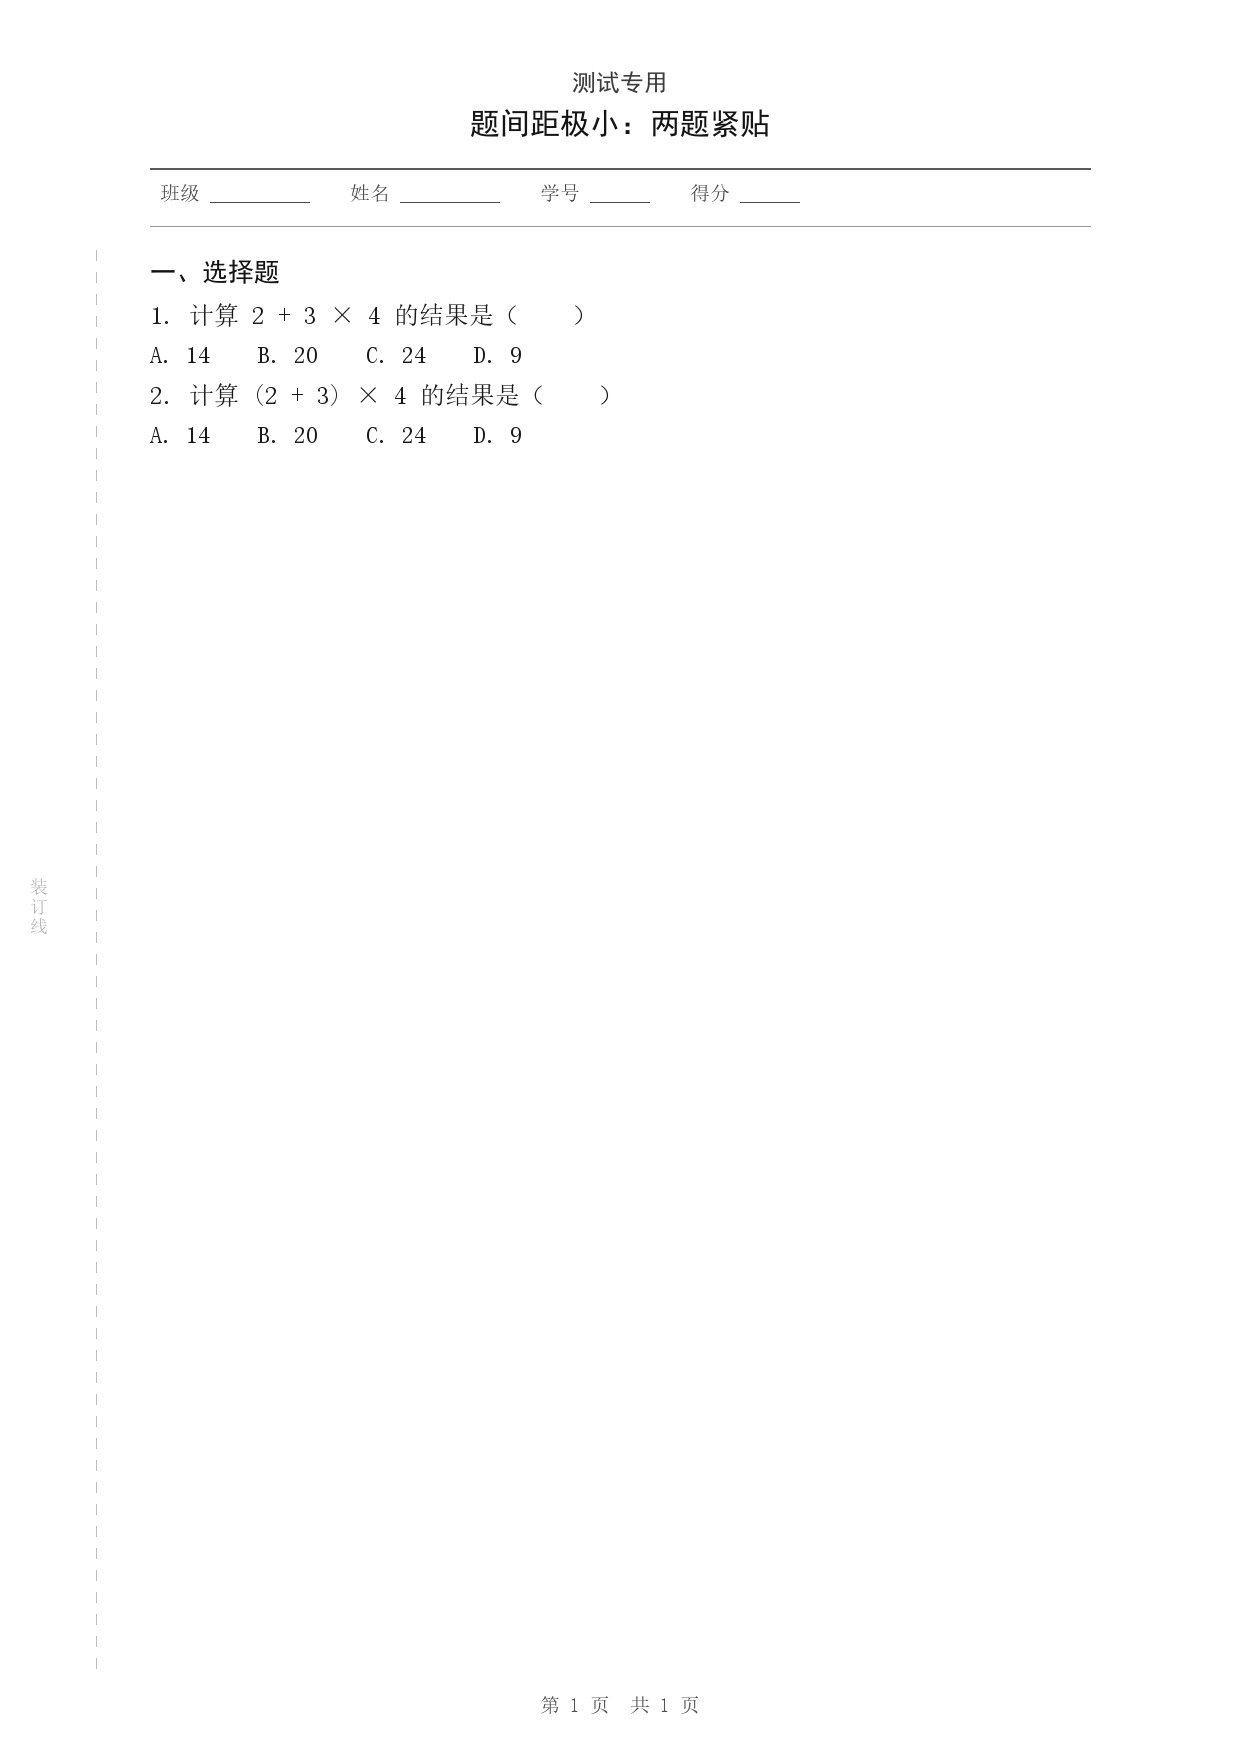 测试专用
题间距极小：两题紧贴
班级 __________ 姓名 __________ 学号 ______ 得分 ______
一、选择题
1. 计算 2 + 3 × 4 的结果是（　　）
A. 14　B. 20　C. 24　D. 9
2. 计算 (2 + 3) × 4 的结果是（　　）
A. 14　B. 20　C. 24　D. 9
装
订
线
第 1 页　共 1 页